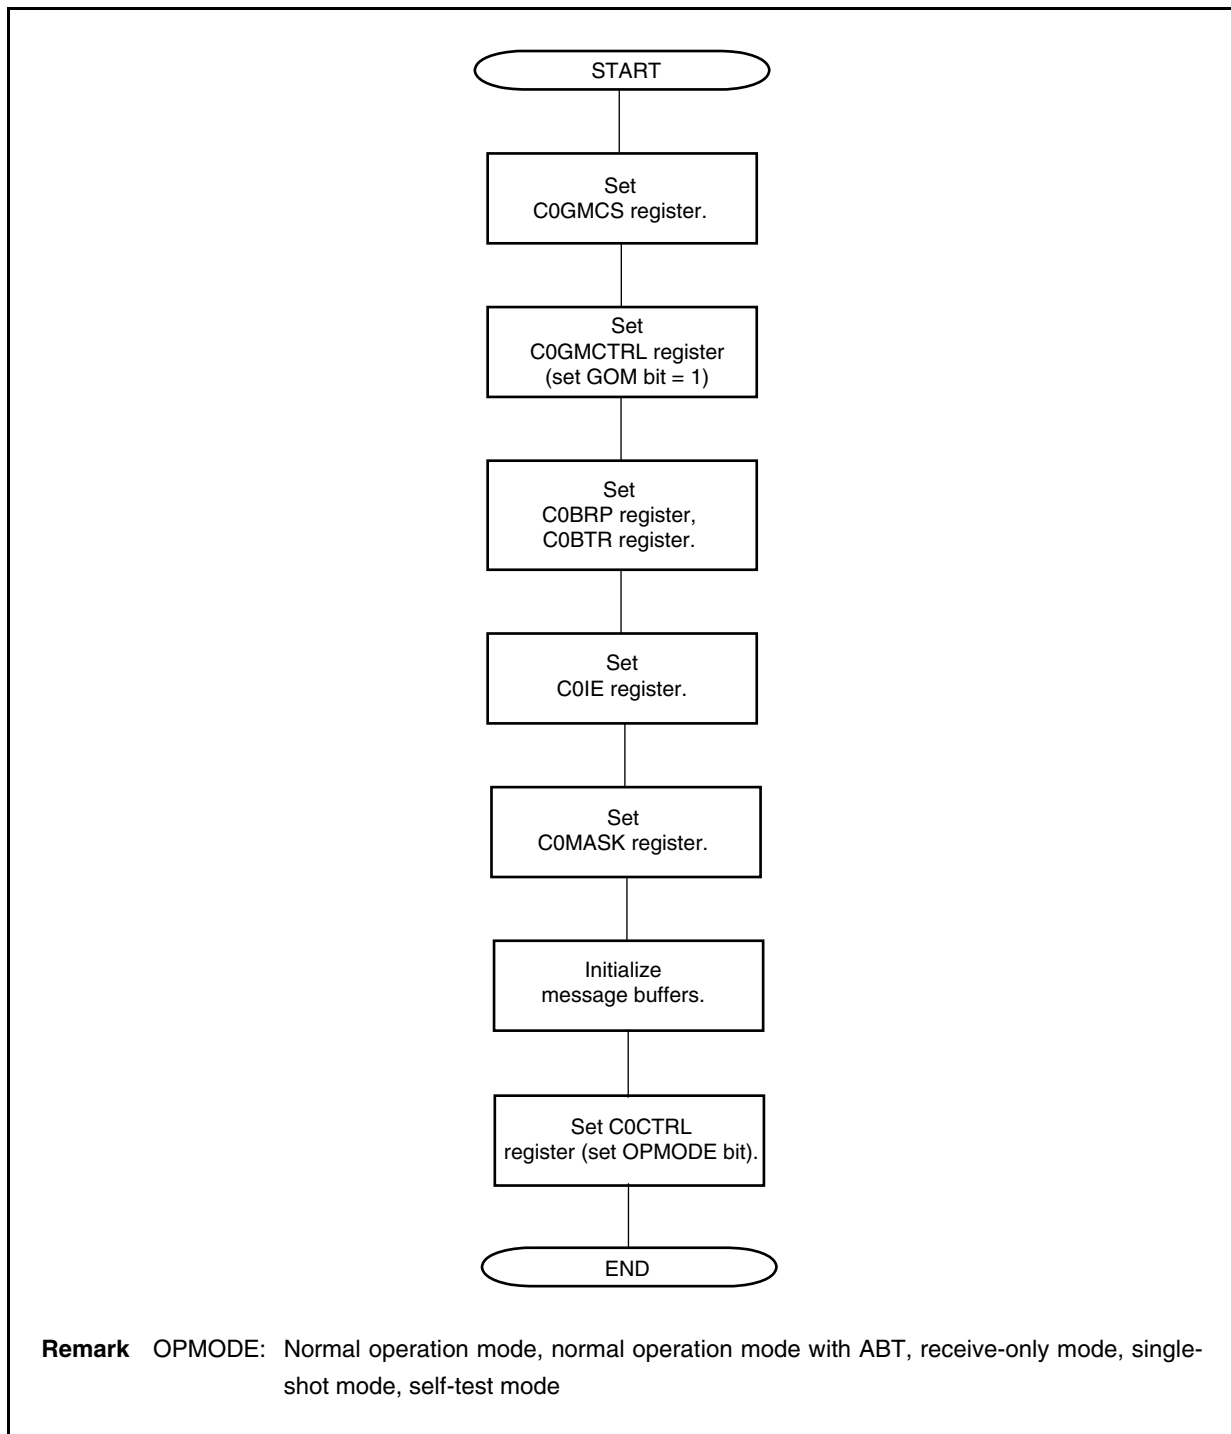 START
Set
C0GMCS register.
Set
C0GMCTRL register
(set GOM bit = 1)
Set
C0BRP register,
C0BTR register.
Set
C0IE register.
Set
C0MASK register.
Initialize
message buffers.
Set C0CTRL
register (set OPMODE bit).
END
Remark OPMODE: Normal operation mode, normal operation mode with ABT, receive-only mode, single-
shot mode, self-test mode